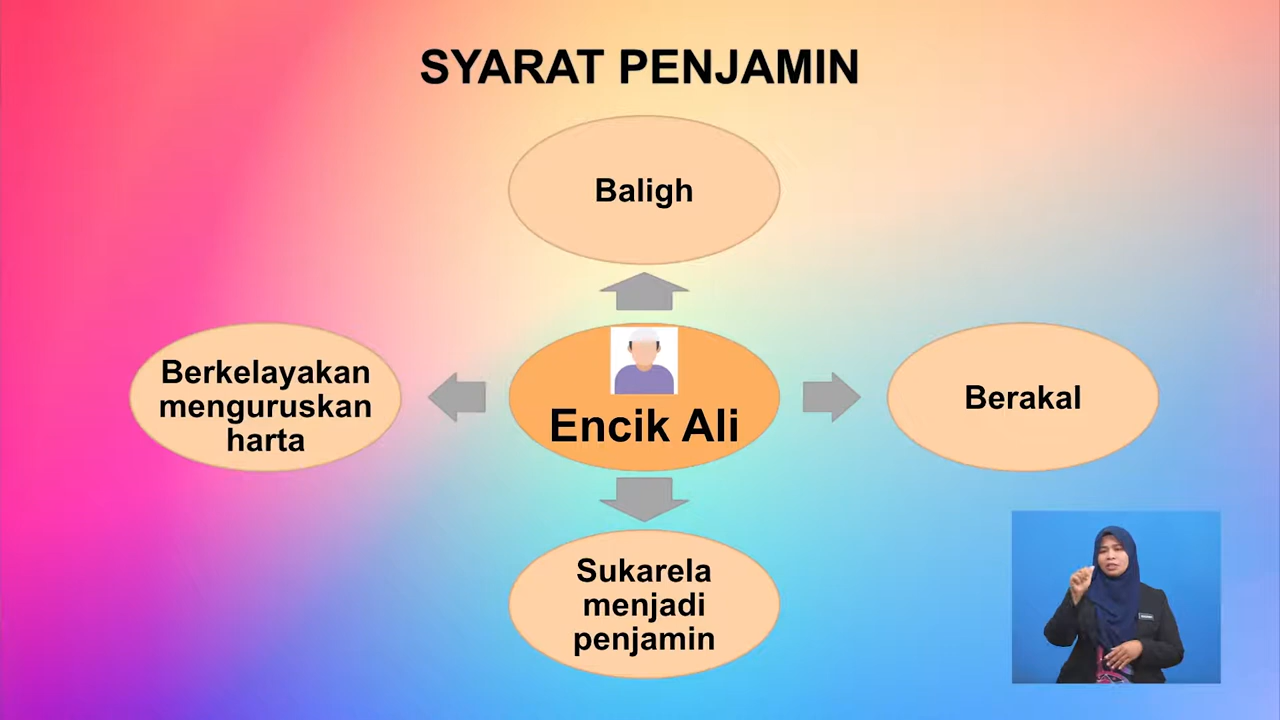 SYARAT PENJAMIN
Baligh
Berkelayakan
menguruskan
harta
Encik Ali
Berakal
Sukarela
menjadi
penjamin